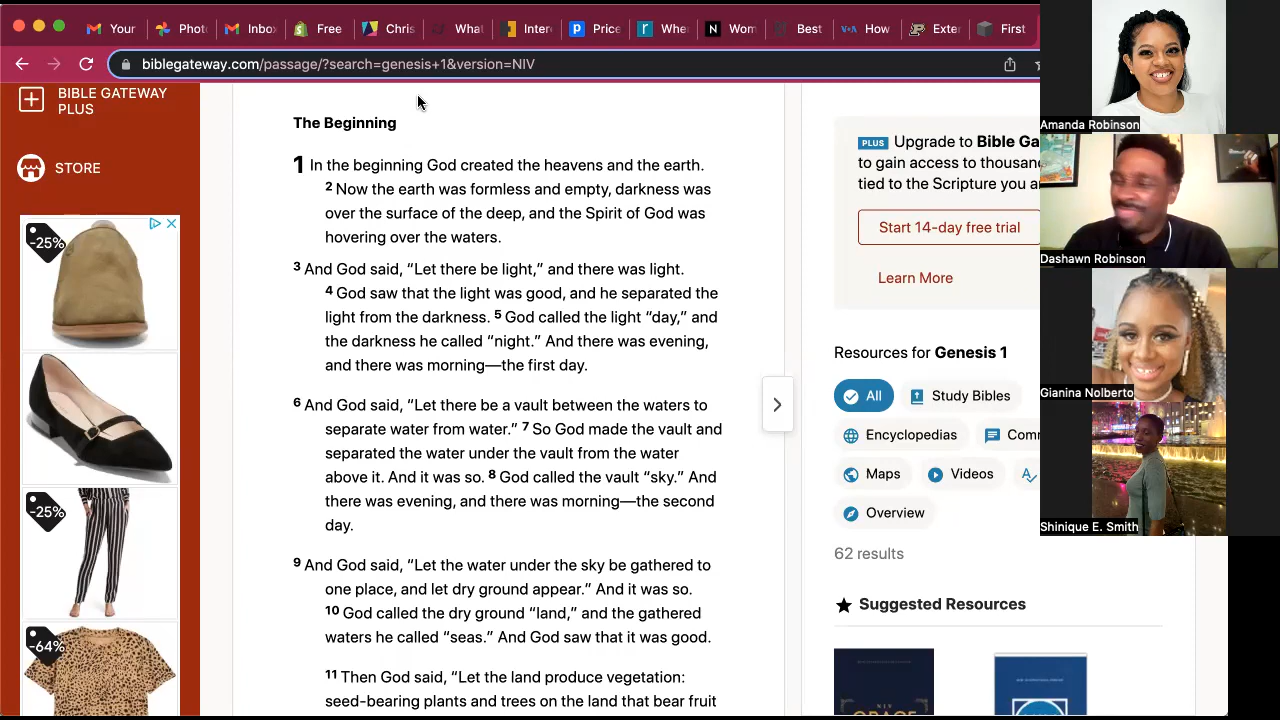 Your
Phot
Inbo
Free
Chris
What
Inter
Price
Whe
Wom
Best
How
Exter
First
biblegateway.com/passage/?search=genesis+1&version=NIV
BIBLE GATEWAY
PLUS
STORE
-25%
-25%
-64%
The Beginning
1 In the beginning God created the heavens and the earth.
2 Now the earth was formless and empty, darkness was
over the surface of the deep, and the Spirit of God was
hovering over the waters.
3 And God said, “Let there be light,” and there was light.
4 God saw that the light was good, and he separated the
light from the darkness. 5 God called the light “day,” and
the darkness he called “night.” And there was evening,
and there was morning—the first day.
6 And God said, “Let there be a vault between the waters to
separate water from water.” 7 So God made the vault and
separated the water under the vault from the water
above it. And it was so. 8 God called the vault “sky.” And
there was evening, and there was morning—the second
day.
9 And God said, “Let the water under the sky be gathered to
one place, and let dry ground appear.” And it was so.
10 God called the dry ground “land,” and the gathered
waters he called “seas.” And God saw that it was good.
11 Then God said, “Let the land produce vegetation:
seed-bearing plants and trees on the land that bear fruit
PLUS Upgrade to Bible Ga
to gain access to thousan
tied to the Scripture you a
Start 14-day free trial
Learn More
Resources for Genesis 1
All
Study Bibles
Encyclopedias
Comm
Maps
Videos
Overview
62 results
Suggested Resources
NIV
Amanda Robinson
Dashawn Robinson
Gianina Nolberto
Shinique E. Smith